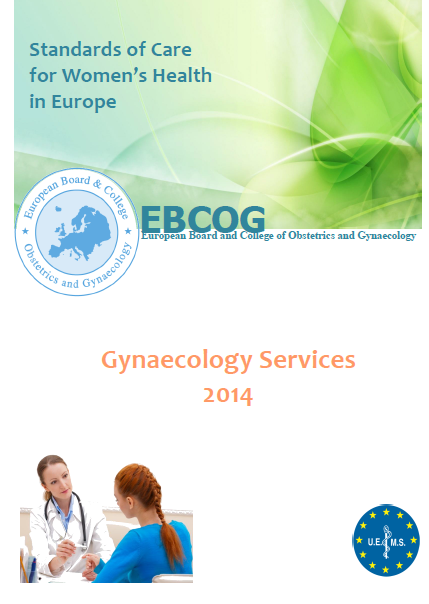 Standards of Care
for Women's Health
in Europe
European Board & College
Obstetrics and Gynaecology
EBCOG
European Board and College of Obstetrics and Gynaecology
Gynaecology Services
2014
U.E. M.S.